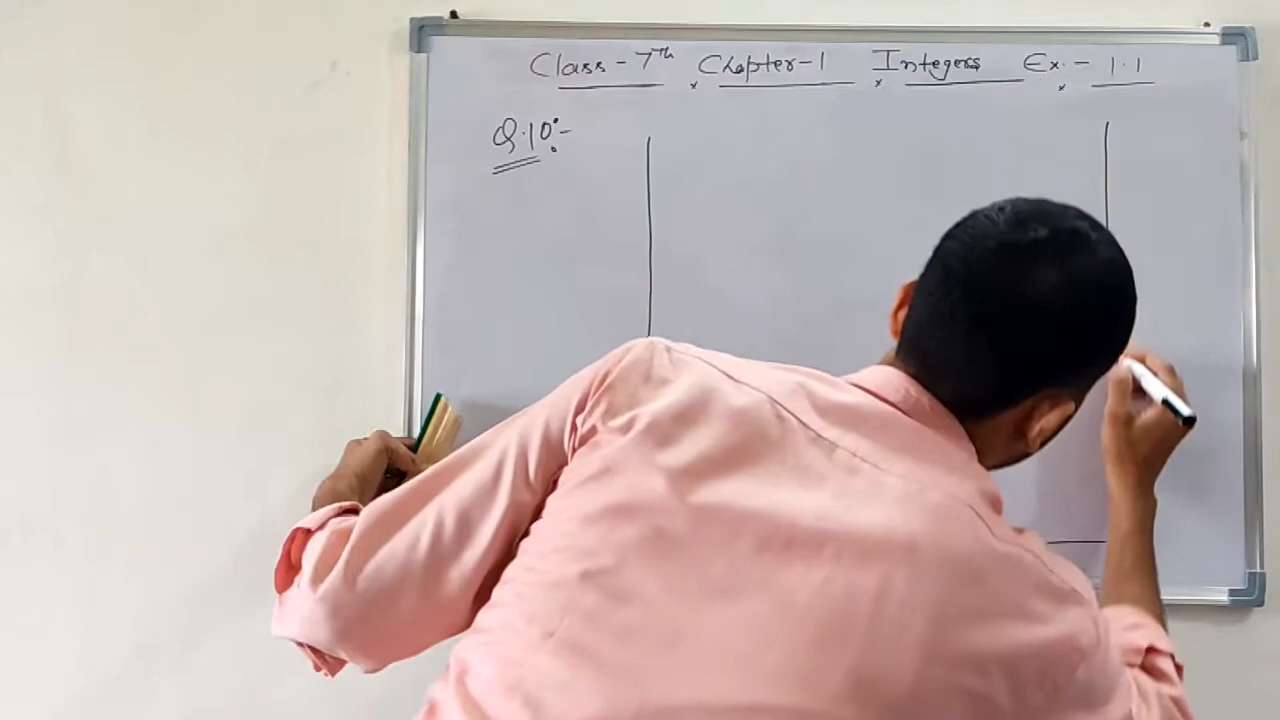 Class-7th Chapter-1 Integers Ex.- 1.1
Q.10:-